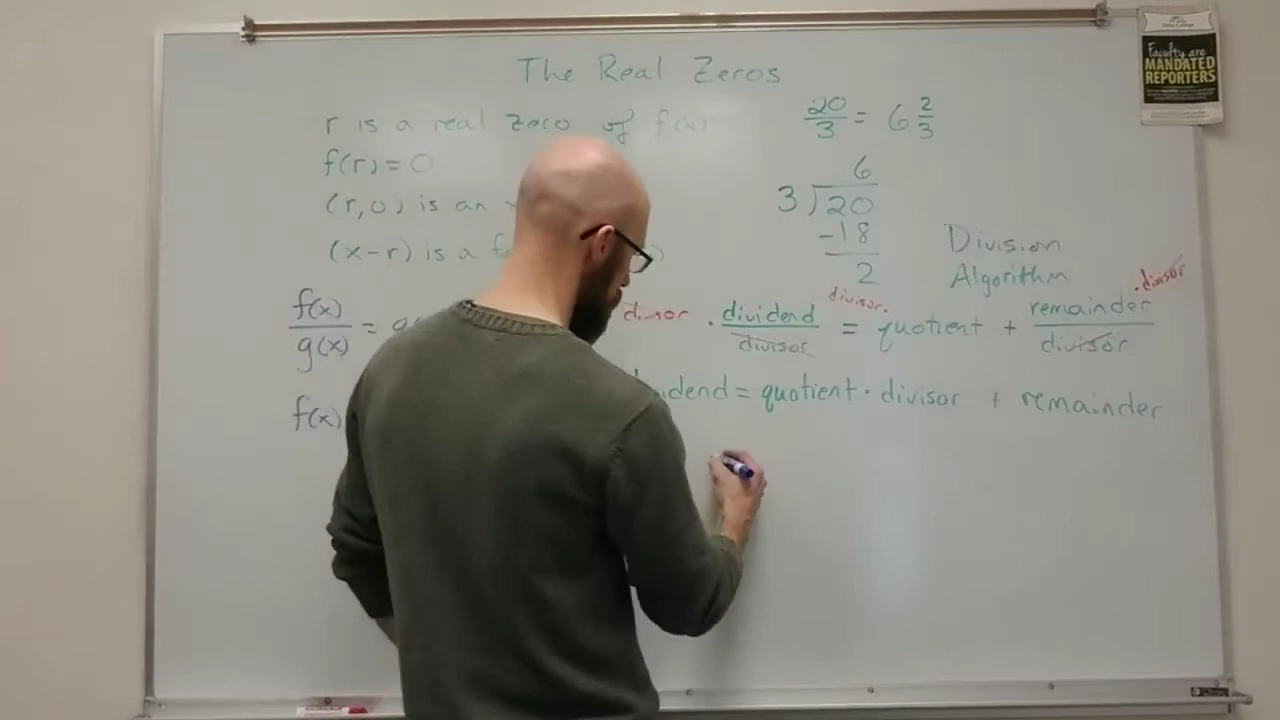 The Real Zeros
r is a real zero of f(x)
f(r) = 0
(r,0) is an
(x-r) is a
f(x)/g(x) =
f(x)
20/3 = 6 2/3
6
3 ) 20
-18
2
Division
Algorithm
divisor · dividend/divisor = divisor · quotient + remainder/divisor · divisor
dividend = quotient · divisor + remainder
Faculty are
MANDATED
REPORTERS